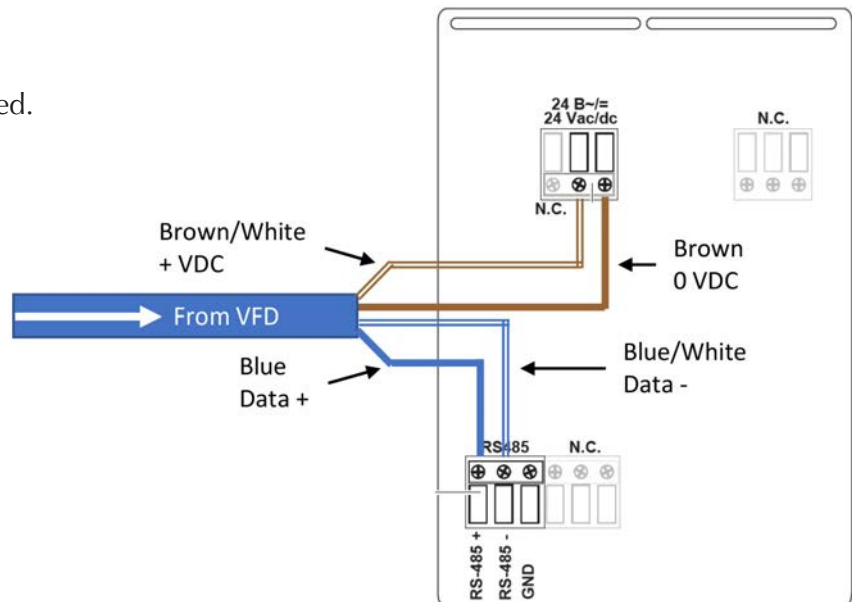 ed.
24 B~/=
24 Vac/dc
N.C.
N.C.
Brown/White
+ VDC
Brown
0 VDC
From VFD
Blue
Data +
Blue/White
Data -
RS485
N.C.
RS-485 +
RS-485 -
GND